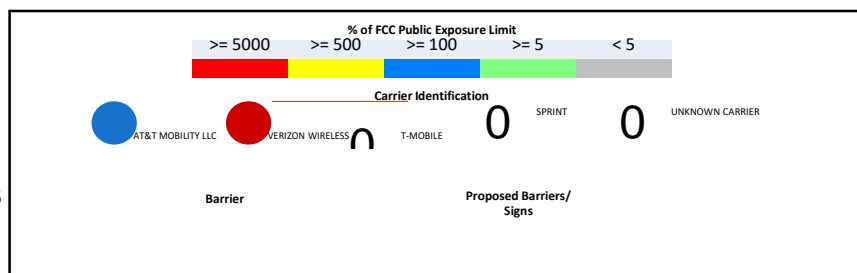 % of FCC Public Exposure Limit
>= 5000 >= 500 >= 100 >= 5 < 5
Carrier Identification
AT&T MOBILITY LLC VERIZON WIRELESS 0 T-MOBILE 0 SPRINT 0 UNKNOWN CARRIER
Barrier
Proposed Barriers/
Signs